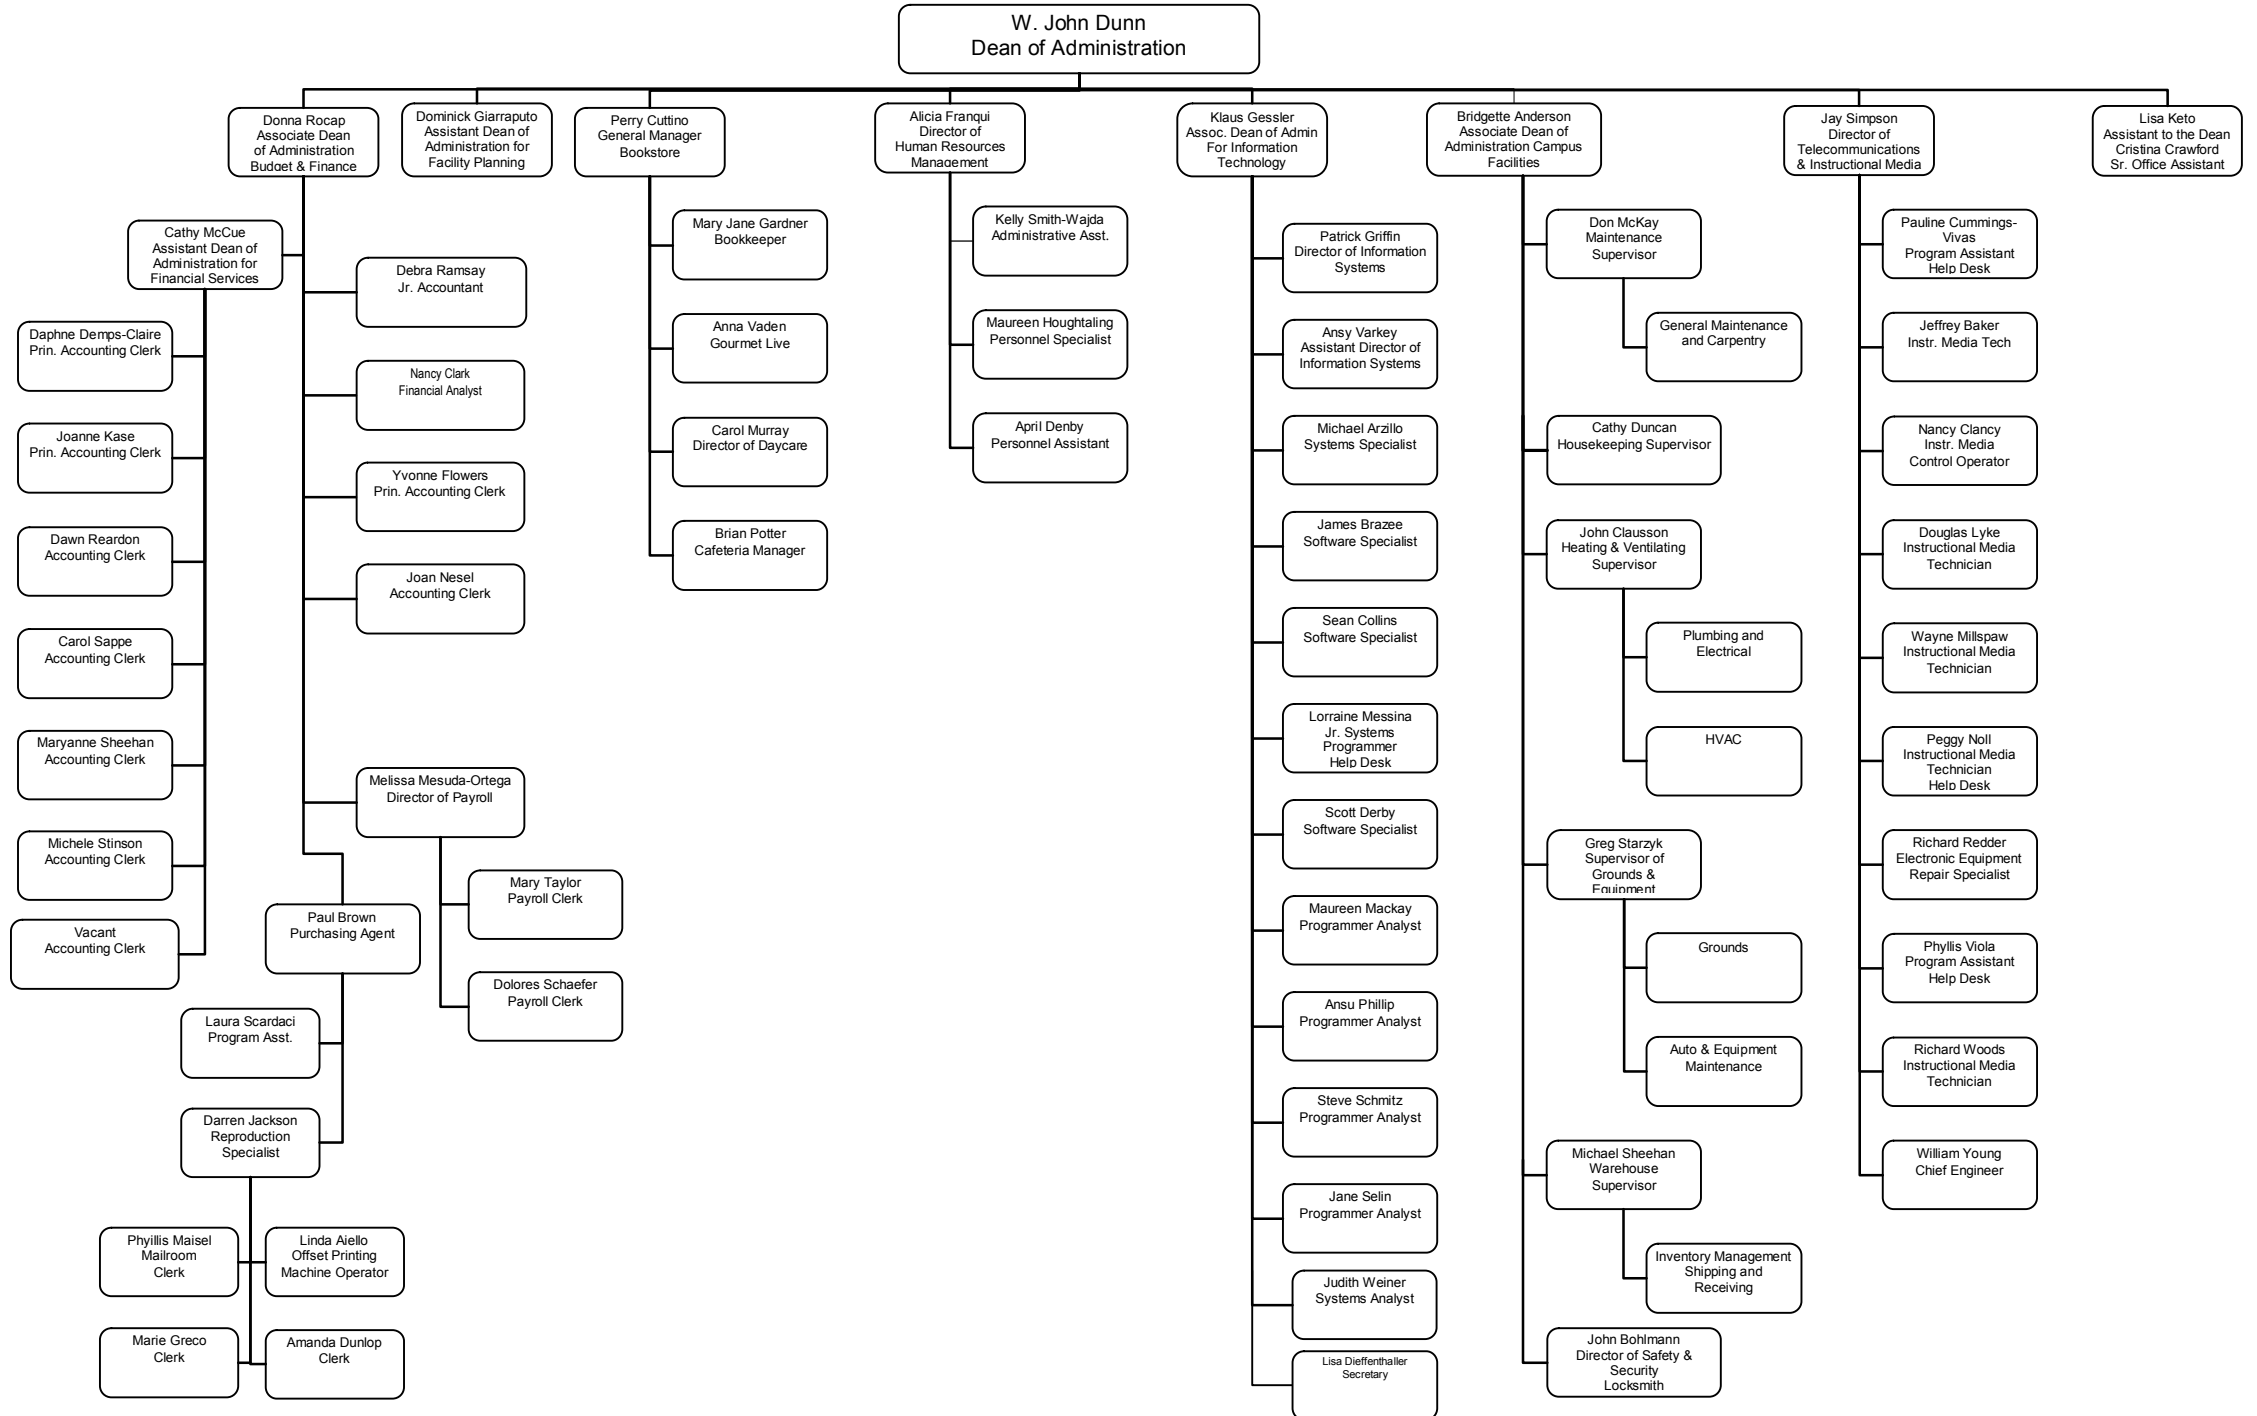 W. John Dunn
Dean of Administration
Donna Rocap
Associate Dean
of Administration
Budget & Finance
Dominick Giarraputo
Assistant Dean of
Administration for
Facility Planning
Perry Cuttino
General Manager
Bookstore
Alicia Franqui
Director of
Human Resources
Management
Klaus Gessler
Assoc. Dean of Admin
For Information
Technology
Bridgette Anderson
Associate Dean of
Administration Campus
Facilities
Jay Simpson
Director of
Telecommunications
& Instructional Media
Lisa Keto
Assistant to the Dean
Cristina Crawford
Sr. Office Assistant
Cathy McCue
Assistant Dean of
Administration for
Financial Services
Daphne Demps-Claire
Prin. Accounting Clerk
Joanne Kase
Prin. Accounting Clerk
Dawn Reardon
Accounting Clerk
Carol Sappe
Accounting Clerk
Maryanne Sheehan
Accounting Clerk
Michele Stinson
Accounting Clerk
Vacant
Accounting Clerk
Debra Ramsay
Jr. Accountant
Nancy Clark
Financial Analyst
Yvonne Flowers
Prin. Accounting Clerk
Joan Nesel
Accounting Clerk
Melissa Mesuda-Ortega
Director of Payroll
Mary Taylor
Payroll Clerk
Dolores Schaefer
Payroll Clerk
Paul Brown
Purchasing Agent
Laura Scardaci
Program Asst.
Darren Jackson
Reproduction
Specialist
Phyillis Maisel
Mailroom
Clerk
Linda Aiello
Offset Printing
Machine Operator
Marie Greco
Clerk
Amanda Dunlop
Clerk
Mary Jane Gardner
Bookkeeper
Anna Vaden
Gourmet Live
Carol Murray
Director of Daycare
Brian Potter
Cafeteria Manager
Kelly Smith-Wajda
Administrative Asst.
Maureen Houghtaling
Personnel Specialist
April Denby
Personnel Assistant
Patrick Griffin
Director of Information
Systems
Ansy Varkey
Assistant Director of
Information Systems
Michael Arzillo
Systems Specialist
James Brazee
Software Specialist
Sean Collins
Software Specialist
Lorraine Messina
Jr. Systems
Programmer
Help Desk
Scott Derby
Software Specialist
Maureen Mackay
Programmer Analyst
Ansu Phillip
Programmer Analyst
Steve Schmitz
Programmer Analyst
Jane Selin
Programmer Analyst
Judith Weiner
Systems Analyst
Lisa Dieffenthaller
Secretary
Don McKay
Maintenance
Supervisor
General Maintenance
and Carpentry
Cathy Duncan
Housekeeping Supervisor
John Clausson
Heating & Ventilating
Supervisor
Plumbing and
Electrical
HVAC
Greg Starzyk
Supervisor of
Grounds &
Equipment
Grounds
Auto & Equipment
Maintenance
Michael Sheehan
Warehouse
Supervisor
Inventory Management
Shipping and
Receiving
John Bohlmann
Director of Safety &
Security
Locksmith
Pauline Cummings-
Vivas
Program Assistant
Help Desk
Jeffrey Baker
Instr. Media Tech
Nancy Clancy
Instr. Media
Control Operator
Douglas Lyke
Instructional Media
Technician
Wayne Millspaw
Instructional Media
Technician
Peggy Noll
Instructional Media
Technician
Help Desk
Richard Redder
Electronic Equipment
Repair Specialist
Phyllis Viola
Program Assistant
Help Desk
Richard Woods
Instructional Media
Technician
William Young
Chief Engineer